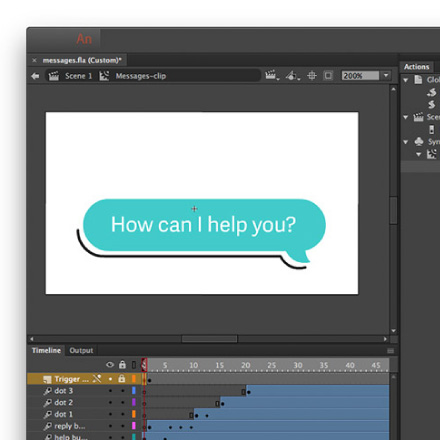 An
messages.fla (Custom)*
Actions
Scene 1 Messages-clip
200%
Glo
Sce
Syn
How can I help you?
Timeline Output
5 10 15 20 25 30 35 40 45
Trigger ...
dot 3
dot 2
dot 1
reply b...
help bu...